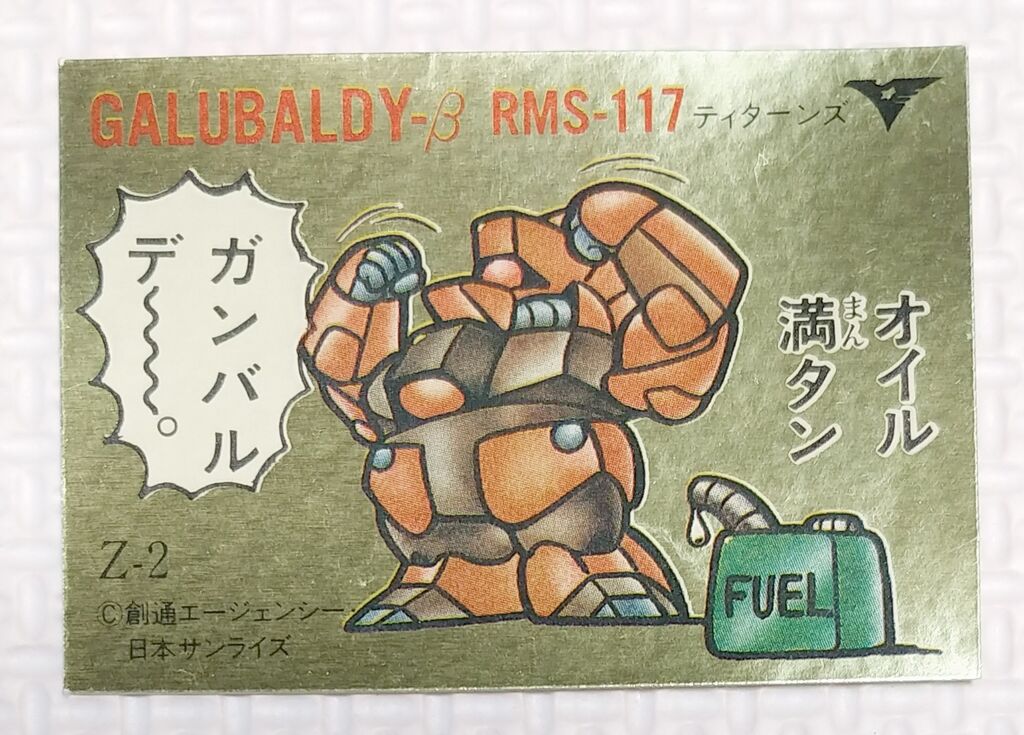 GALUBALDY-β RMS-117 ティターンズ
ガンバル
デ〜〜〜。
オイル
満タン
まん
FUEL
Z-2
©創通エージェンシー・
日本サンライズ